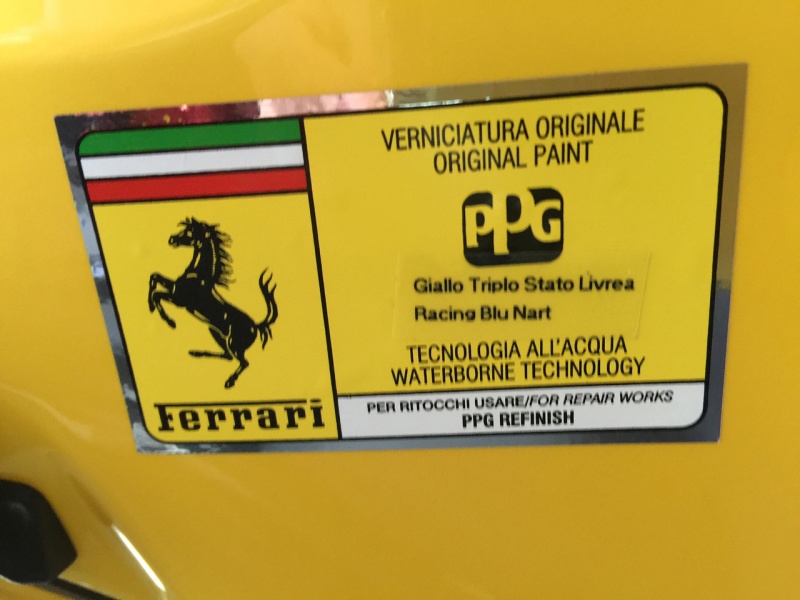 VERNICIATURA ORIGINALE
ORIGINAL PAINT
PPG
Giallo Triplo Stato Livrea
Racing Blu Nart
TECNOLOGIA ALL'ACQUA
WATERBORNE TECHNOLOGY
Ferrari
PER RITOCCHI USARE/FOR REPAIR WORKS
PPG REFINISH